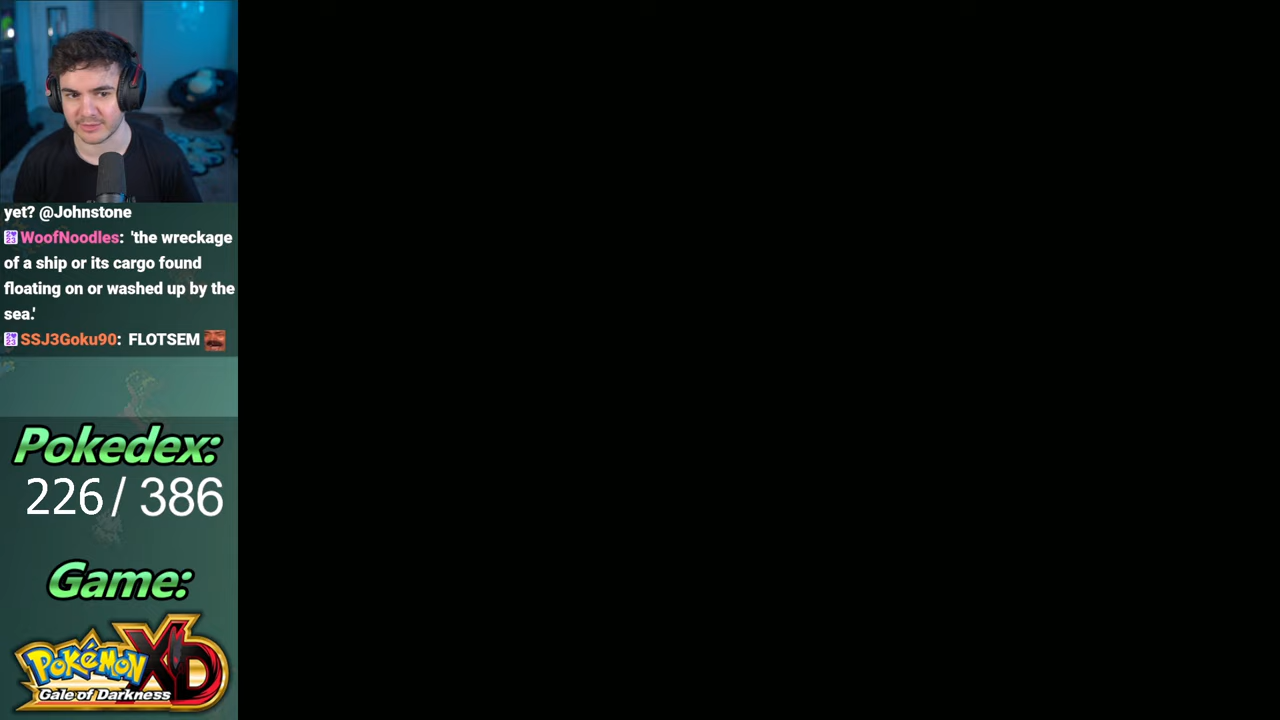 yet? @Johnstone
WoofNoodles: 'the wreckage
of a ship or its cargo found
floating on or washed up by the
sea.'
SSJ3Goku90: FLOTSEM
Pokedex:
226/ 386
Game:
POKéMON XD
Gale of Darkness